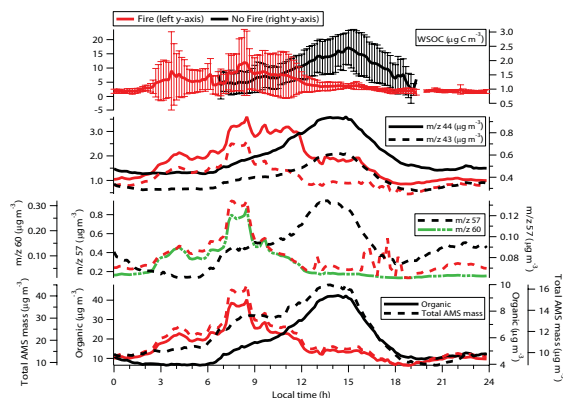 Fire (left y-axis) No Fire (right y-axis)
WSOC (µg C m-3)
20
15
10
5
0
-5
3.0
2.5
2.0
1.5
1.0
0.5
m/z 44 (µg m-3)
m/z 43 (µg m-3)
3.0
2.0
1.0
0.8
0.6
0.4
m/z 60 (µg m-3)
0.30
0.15
0.00
m/z 57 (µg m-3)
0.8
0.6
0.4
0.2
m/z 57
m/z 60
0.12
0.10
0.08
0.06
m/z 57 (µg m-3)
Total AMS mass (µg m-3)
40
30
20
10
Organic (µg m-3)
40
30
20
10
Organic
Total AMS mass
10
8
6
4
Organic (µg m-3)
16
14
12
10
Total AMS mass (µg m-3)
0 3 6 9 12 15 18 21 24
Local time (h)